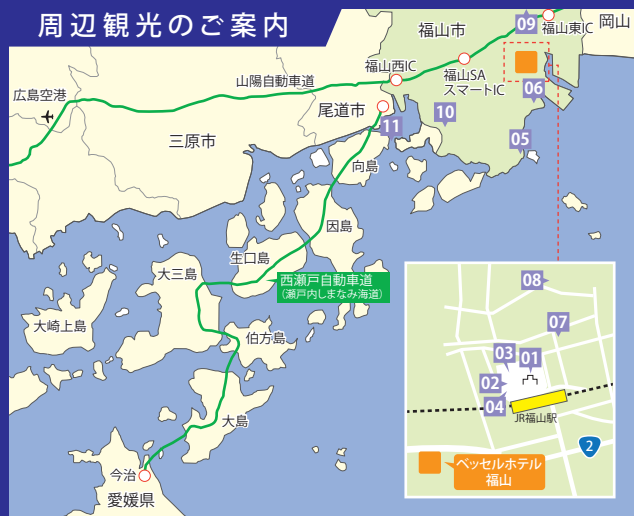 周辺観光のご案内
09
福山市
福山東IC
岡山
福山西IC
福山SA
スマートIC
山陽自動車道
広島空港
尾道市
06
10
11
三原市
05
向島
因島
生口島
大三島
西瀬戸自動車道
(瀬戸内しまなみ海道)
08
大崎上島
伯方島
07
03
01
02
04
JR福山駅
大島
2
今治
ベッセルホテル
福山
愛媛県